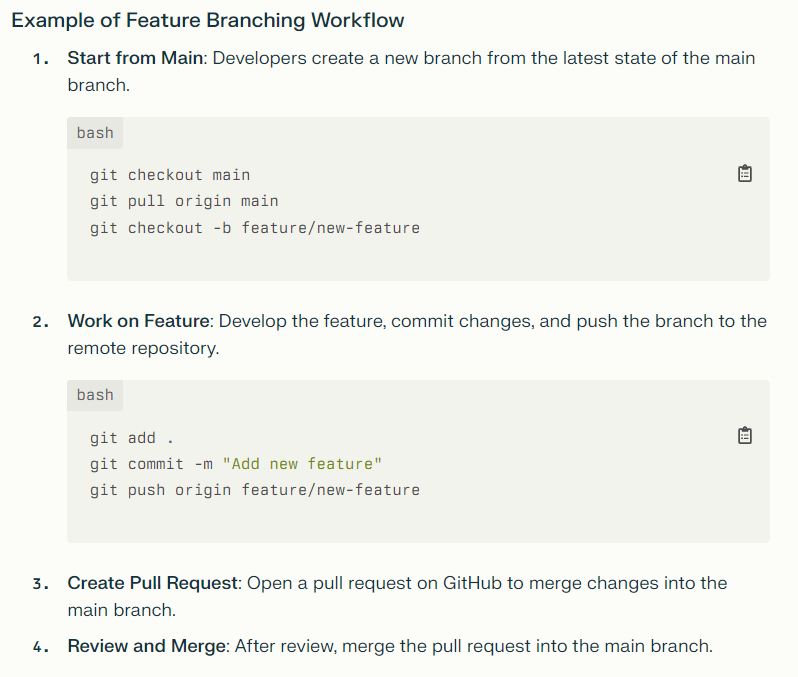 Example of Feature Branching Workflow
1. Start from Main: Developers create a new branch from the latest state of the main
branch.
bash
git checkout main
git pull origin main
git checkout -b feature/new-feature
2. Work on Feature: Develop the feature, commit changes, and push the branch to the
remote repository.
bash
git add .
git commit -m "Add new feature"
git push origin feature/new-feature
3. Create Pull Request: Open a pull request on GitHub to merge changes into the
main branch.
4. Review and Merge: After review, merge the pull request into the main branch.